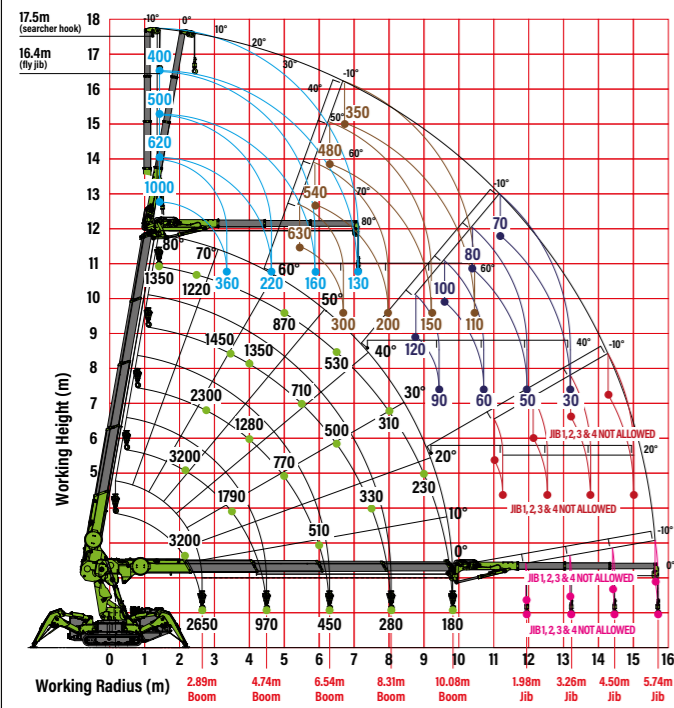 17.5m
(searcher hook)
16.4m
(fly jib)
Working Height (m)
18
17
16
15
14
13
12
11
10
9
8
7
6
5
-10° 0° 10° 20° 30° 40° 50° 60° 70° 80°
400
500
620
1000
360 220 160 130
-10°
350
480
540
630
300 200 150 110
60°
-10°
70
80
100
120
90 60 50 30
40°
-10°
JIB 1, 2, 3 & 4 NOT ALLOWED
20°
JIB 1, 2, 3 & 4 NOT ALLOWED
-10°
0°
JIB 1, 2, 3 & 4 NOT ALLOWED
JIB 1, 2, 3 & 4 NOT ALLOWED
80° 70° 60° 50° 40° 30° 20° 10° 0°
1350
1220
870
530
310
230
1450 1350
710
2300
1280
500
3200
770
330
1790
510
3200
2650 970 450 280 180
0 1 2 3 4 5 6 7 8 9 10 11 12 13 14 15 16
Working Radius (m)
2.89m 4.74m 6.54m 8.31m 10.08m 1.98m 3.26m 4.50m 5.74m
Boom Boom Boom Boom Boom Jib Jib Jib Jib